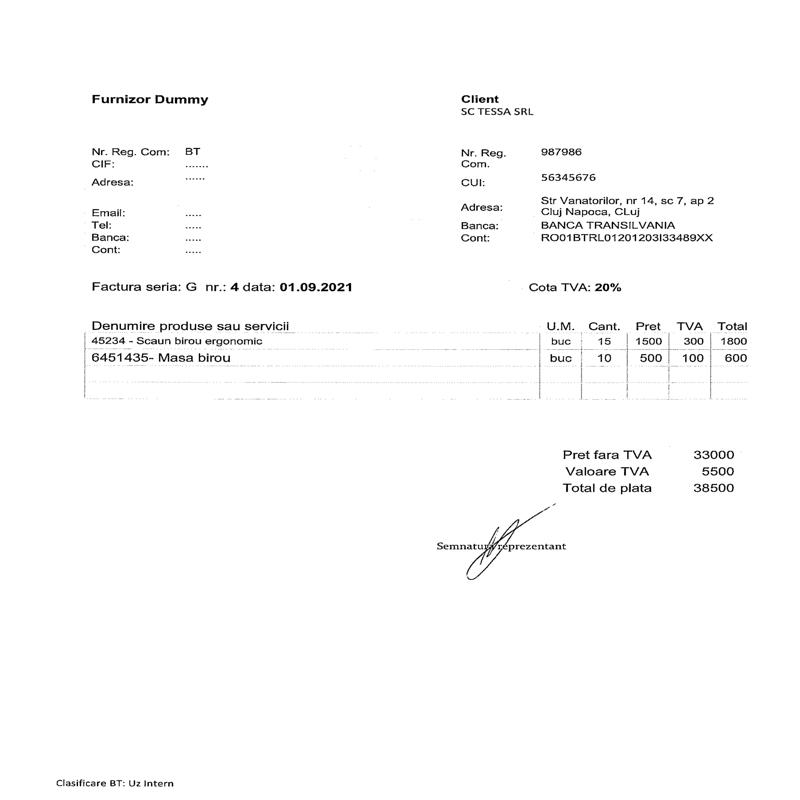 Furnizor Dummy
Client
SC TESSA SRL
Nr. Reg. Com: BT
CIF: .......
Adresa: ......
Email: .....
Tel: .....
Banca: .....
Cont: .....
Nr. Reg. Com. 987986
CUI: 56345676
Adresa: Str Vanatorilor, nr 14, sc 7, ap 2
Cluj Napoca, CLuj
Banca: BANCA TRANSILVANIA
Cont: RO01BTRL01201203I33489XX
Factura seria: G nr.: 4 data: 01.09.2021
Cota TVA: 20%
Denumire produse sau servicii U.M. Cant. Pret TVA Total
45234 - Scaun birou ergonomic buc 15 1500 300 1800
6451435- Masa birou buc 10 500 100 600
Pret fara TVA 33000
Valoare TVA 5500
Total de plata 38500
Semnatura reprezentant
Clasificare BT: Uz Intern